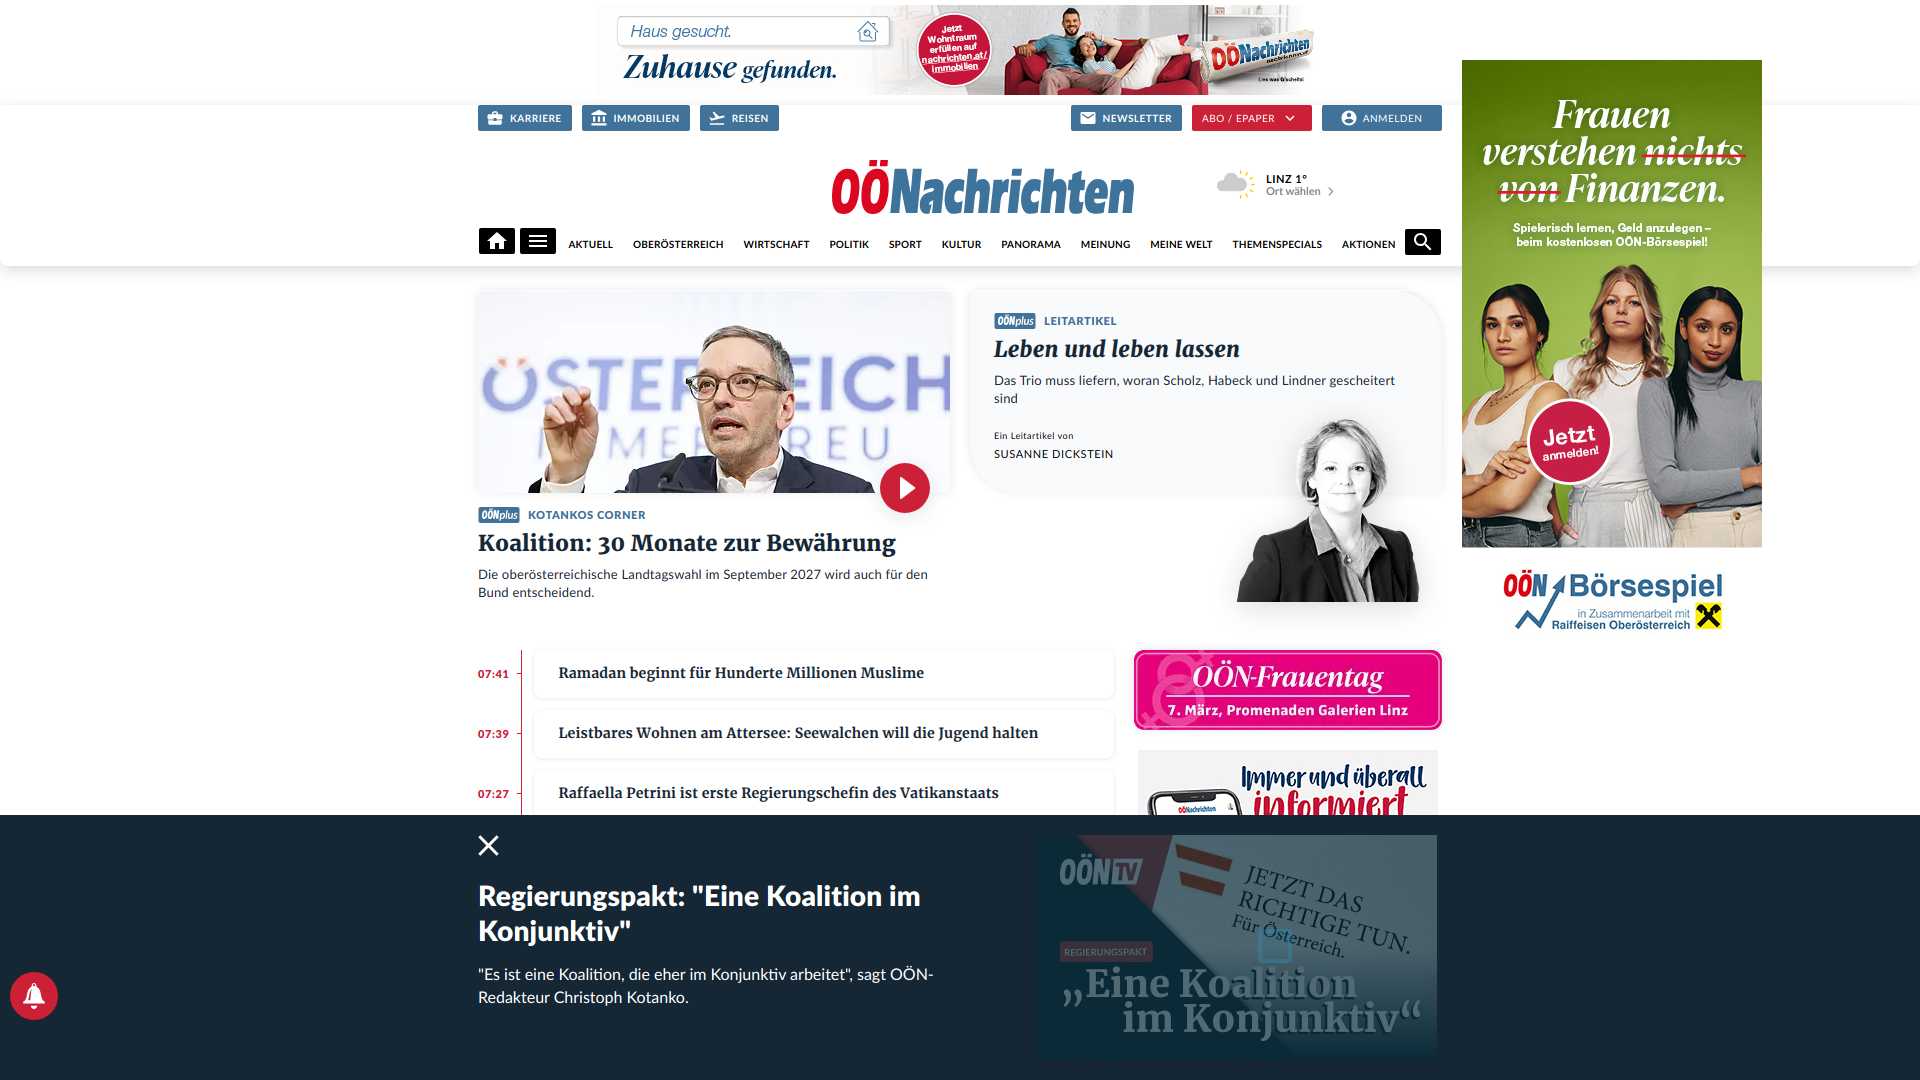 Haus gesucht.
Zuhause gefunden.
Jetzt
Wohntraum
erfüllen auf
nachrichten.at/
immobilien
OÖNachrichten
Lies was G'scheits!
KARRIERE
IMMOBILIEN
REISEN
NEWSLETTER
ABO / EPAPER
ANMELDEN
OÖNachrichten
LINZ 1°
Ort wählen
AKTUELL
OBERÖSTERREICH
WIRTSCHAFT
POLITIK
SPORT
KULTUR
PANORAMA
MEINUNG
MEINE WELT
THEMENSPECIALS
AKTIONEN
Frauen
verstehen nichts
von Finanzen.
Spielerisch lernen, Geld anzulegen –
beim kostenlosen OÖN-Börsespiel!
Jetzt
anmelden!
OÖN Börsespiel
in Zusammenarbeit mit
Raiffeisen Oberösterreich
ÖSTERREICH
IMMER TREU
OÖNplus KOTANKOS CORNER
Koalition: 30 Monate zur Bewährung
Die oberösterreichische Landtagswahl im September 2027 wird auch für den
Bund entscheidend.
OÖNplus LEITARTIKEL
Leben und leben lassen
Das Trio muss liefern, woran Scholz, Habeck und Lindner gescheitert
sind
Ein Leitartikel von
SUSANNE DICKSTEIN
07:41 Ramadan beginnt für Hunderte Millionen Muslime
07:39 Leistbares Wohnen am Attersee: Seewalchen will die Jugend halten
07:27 Raffaella Petrini ist erste Regierungschefin des Vatikanstaats
OÖN-Frauentag
7. März, Promenaden Galerien Linz
Immer und überall
informiert
OÖNachrichten
Regierungspakt: "Eine Koalition im
Konjunktiv"
"Es ist eine Koalition, die eher im Konjunktiv arbeitet", sagt OÖN-
Redakteur Christoph Kotanko.
OÖN TV
JETZT DAS
RICHTIGE TUN.
Für Österreich.
REGIERUNGSPAKT
„Eine Koalition
im Konjunktiv“